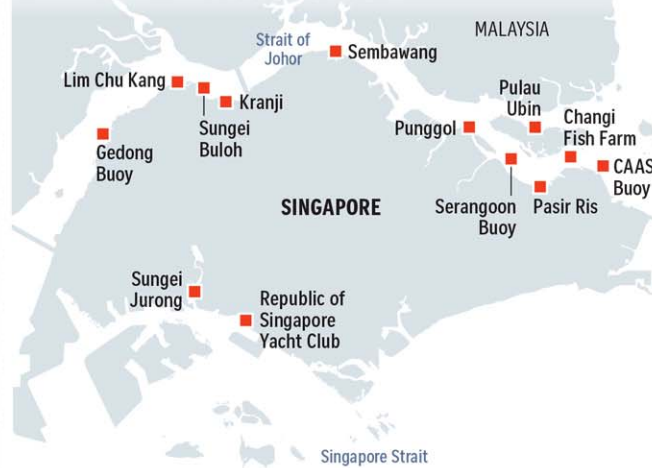 MALAYSIA
Strait of
Johor
Sembawang
Lim Chu Kang
Kranji
Sungei
Buloh
Gedong
Buoy
Punggol
Pulau
Ubin
Changi
Fish Farm
CAAS
Buoy
Serangoon
Buoy
Pasir Ris
SINGAPORE
Sungei
Jurong
Republic of
Singapore
Yacht Club
Singapore Strait